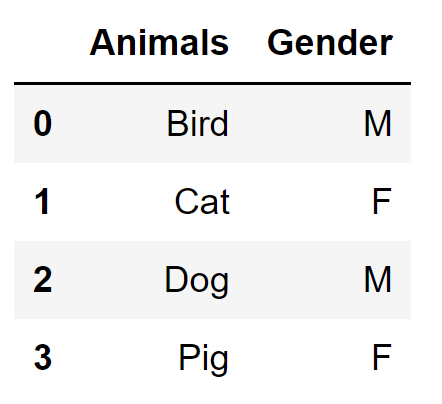 Animals Gender
0 Bird M
1 Cat F
2 Dog M
3 Pig F